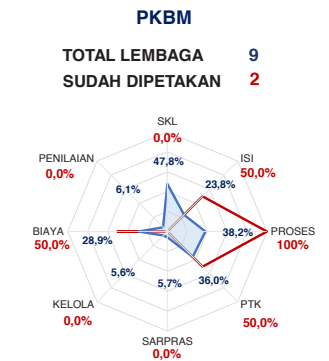 PKBM
TOTAL LEMBAGA 9
SUDAH DIPETAKAN 2
SKL
0,0%
47,8%
PENILAIAN
0,0%
6,1%
ISI
50,0%
23,8%
BIAYA
50,0%
28,9%
38,2%
PROSES
100%
5,6%
5,7%
36,0%
KELOLA
0,0%
PTK
50,0%
SARPRAS
0,0%